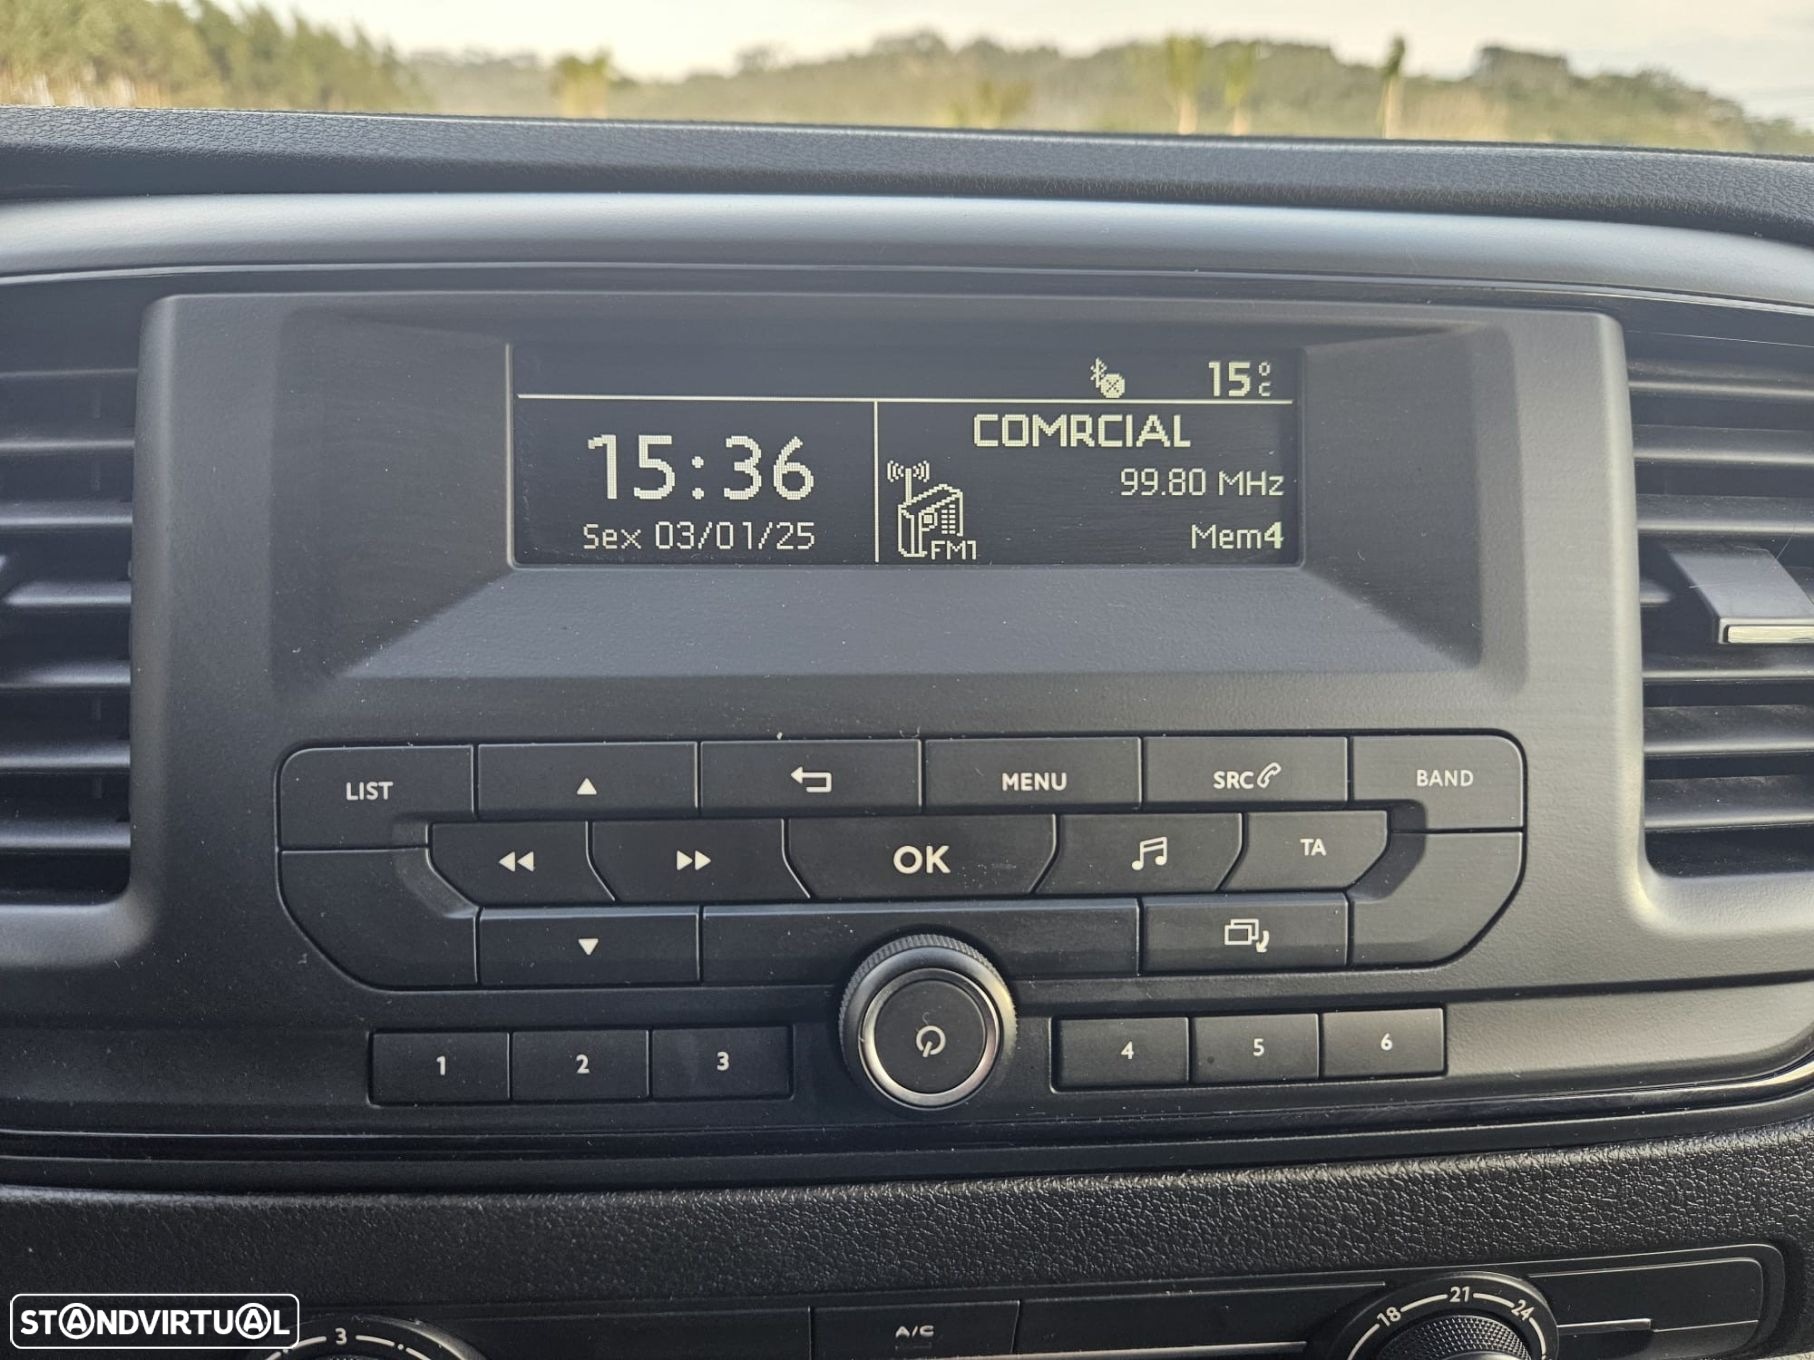 15°C
15:36
COMRCIAL
99.80 MHz
Sex 03/01/25
FM1
Mem4
LIST
MENU
SRC
BAND
OK
TA
1
2
3
4
5
6
STANDVIRTUAL
3
A/C
18
21
24